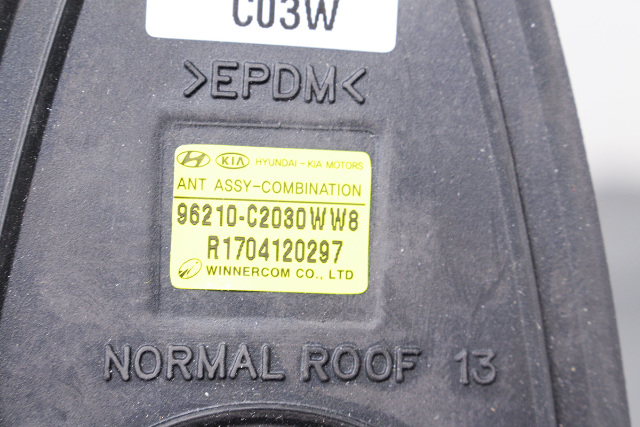 C03W
>EPDM<
KIA HYUNDAI - KIA MOTORS
ANT ASSY-COMBINATION
96210-C2030WW8
R1704120297
WINNERCOM CO., LTD
NORMAL ROOF 13